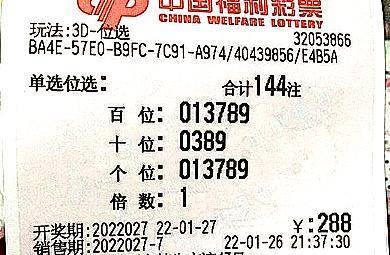 中国福利彩票
CHINA WELFARE LOTTERY
玩法:3D-位选 32053866
BA4E-57E0-B9FC-7C91-A974/40439856/E4B5A
单选位选: 合计144注
百 位: 013789
十 位: 0389
个 位: 013789
倍 数: 1
开奖期:2022027 22-01-27 ¥:288
销售期:2022027-7 22-01-26 21:37:30